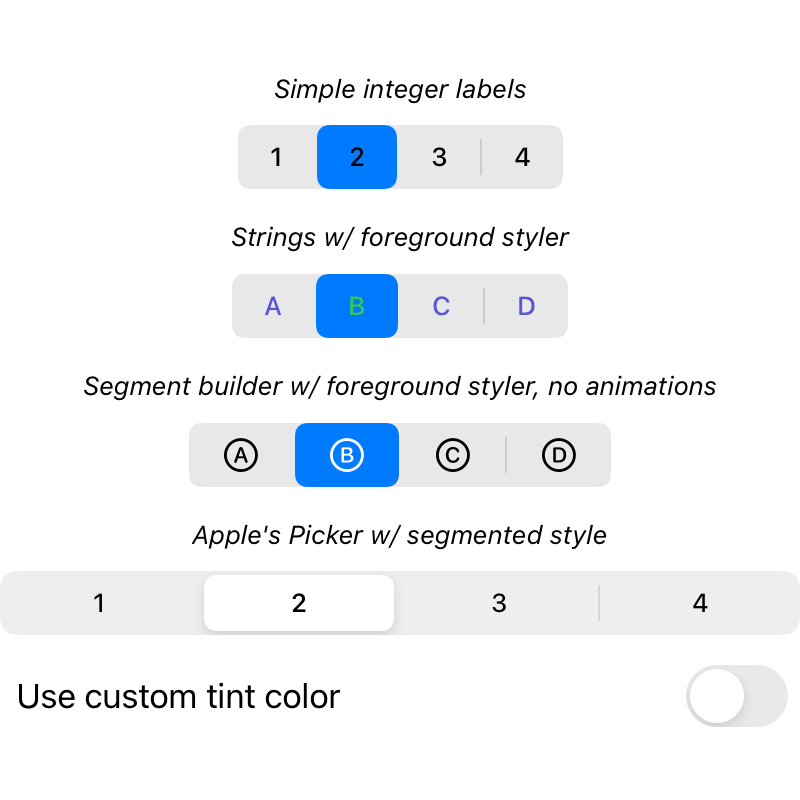 Simple integer labels
1 2 3 4
Strings w/ foreground styler
A B C D
Segment builder w/ foreground styler, no animations
A B C D
Apple's Picker w/ segmented style
1 2 3 4
Use custom tint color